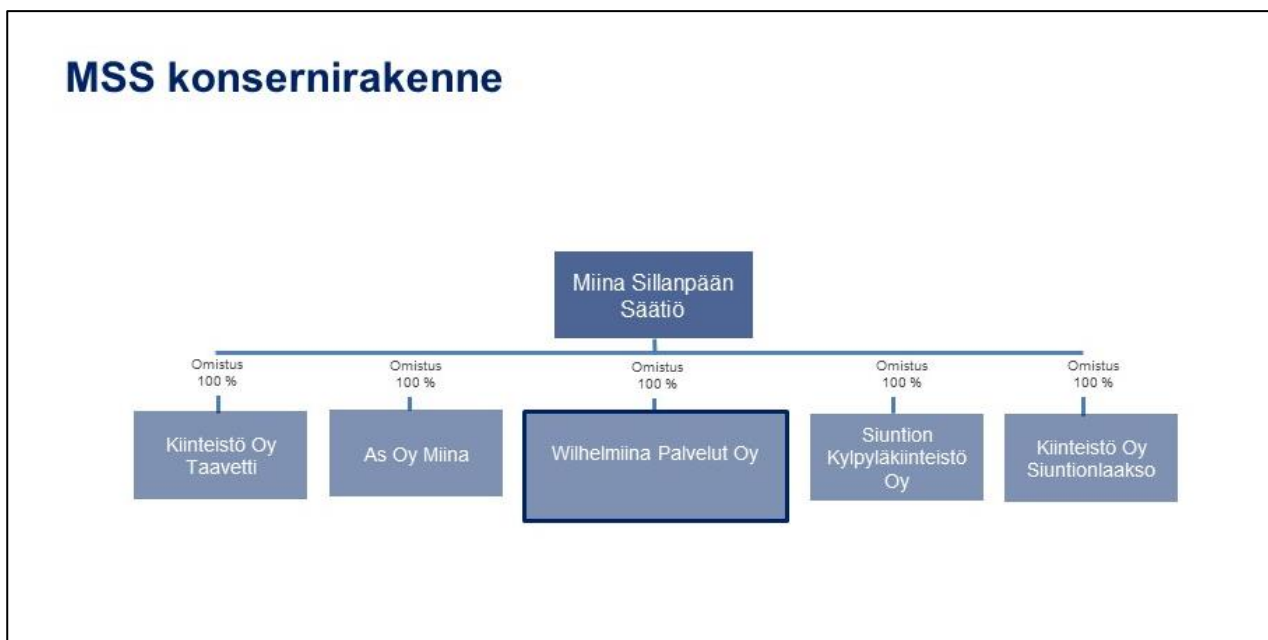 MSS konsernirakenne
Miina Sillanpään
Säätiö
Omistus
100 %
Omistus
100 %
Omistus
100 %
Omistus
100 %
Omistus
100 %
Kiinteistö Oy
Taavetti
As Oy Miina
Wilhelmiina Palvelut Oy
Siuntion
Kylpyläkiinteistö
Oy
Kiinteistö Oy
Siuntionlaakso